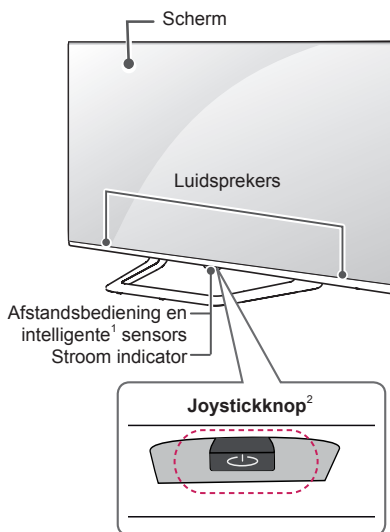 Scherm
Luidsprekers
Afstandsbediening en
intelligente¹ sensors
Stroom indicator
Joystickknop²